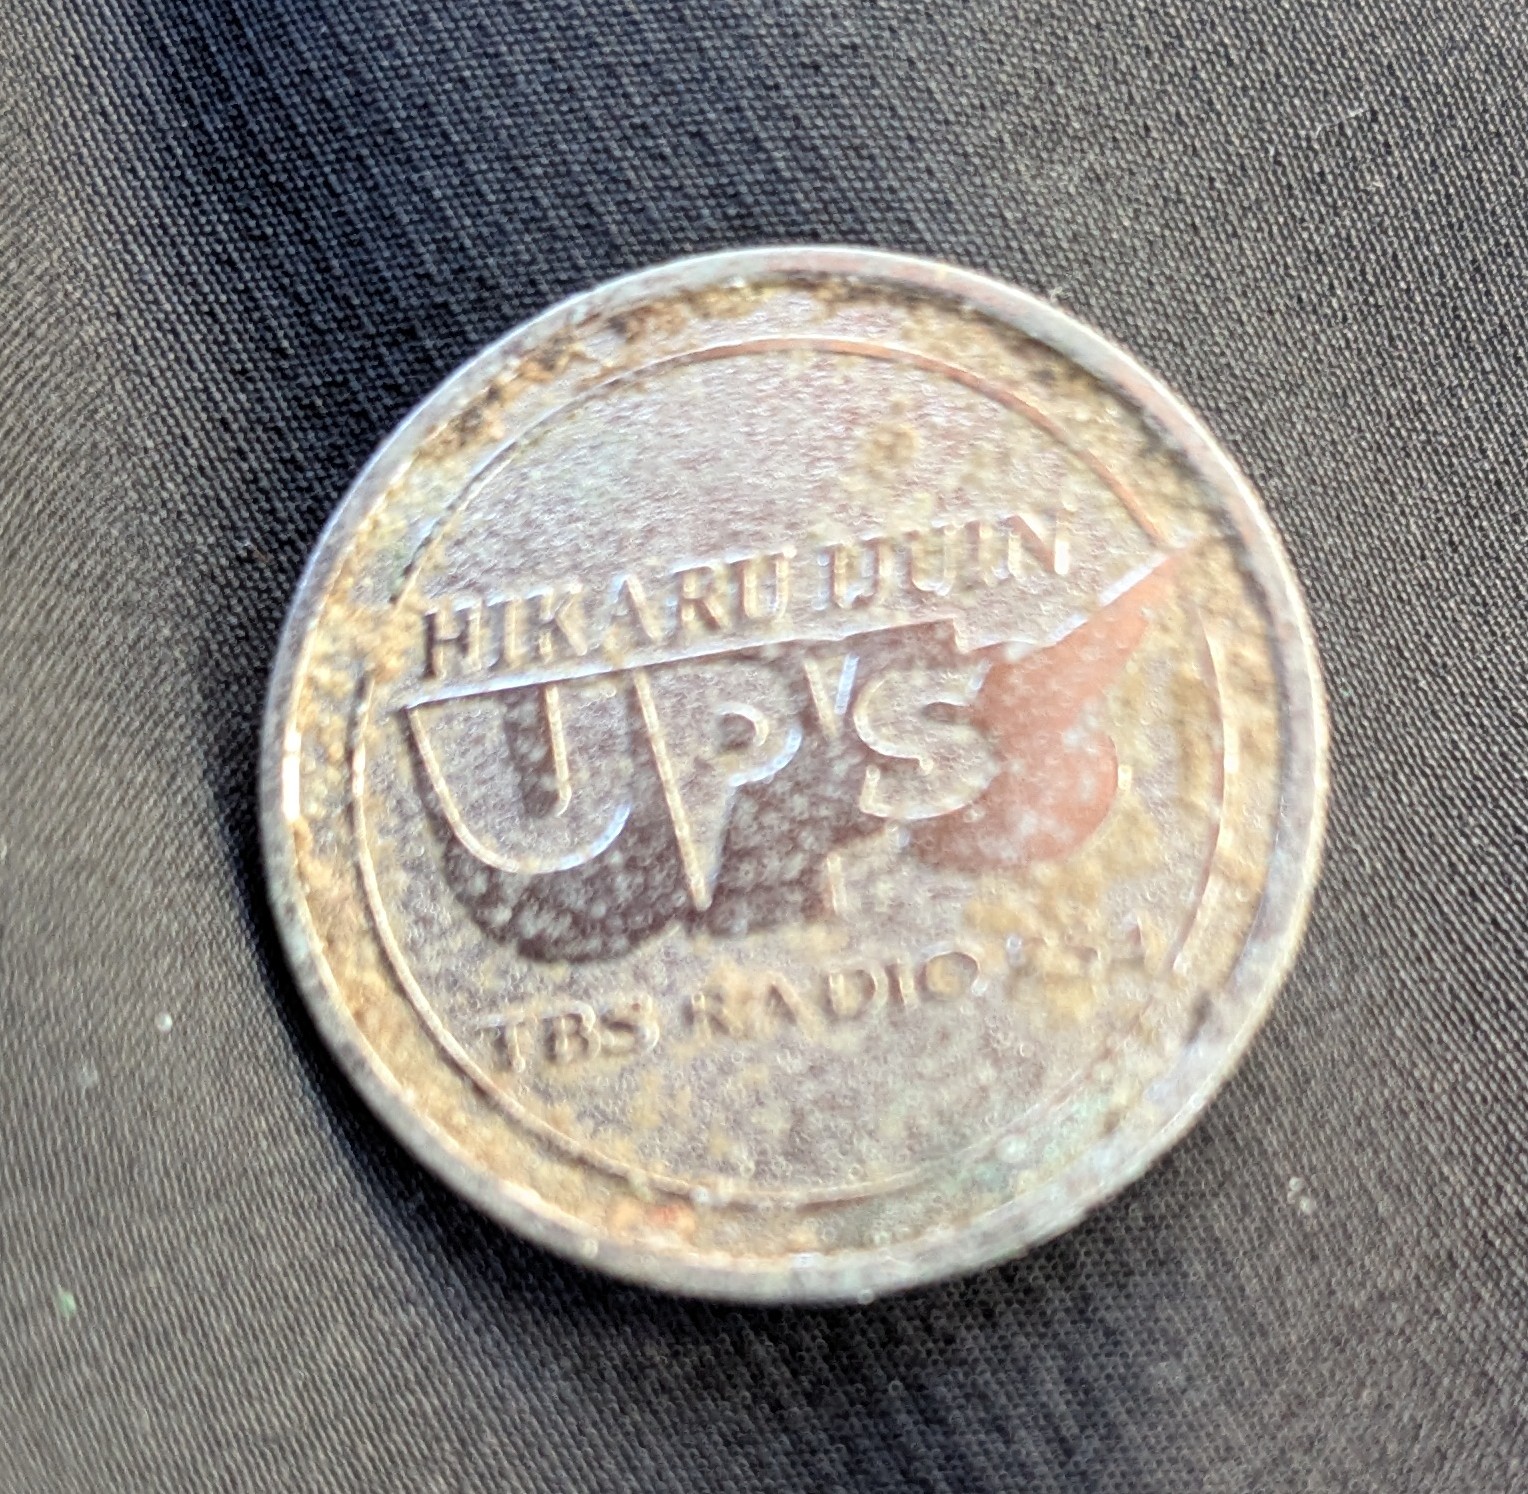 HIKARU IJUIN
UP'S
TBS RADIO